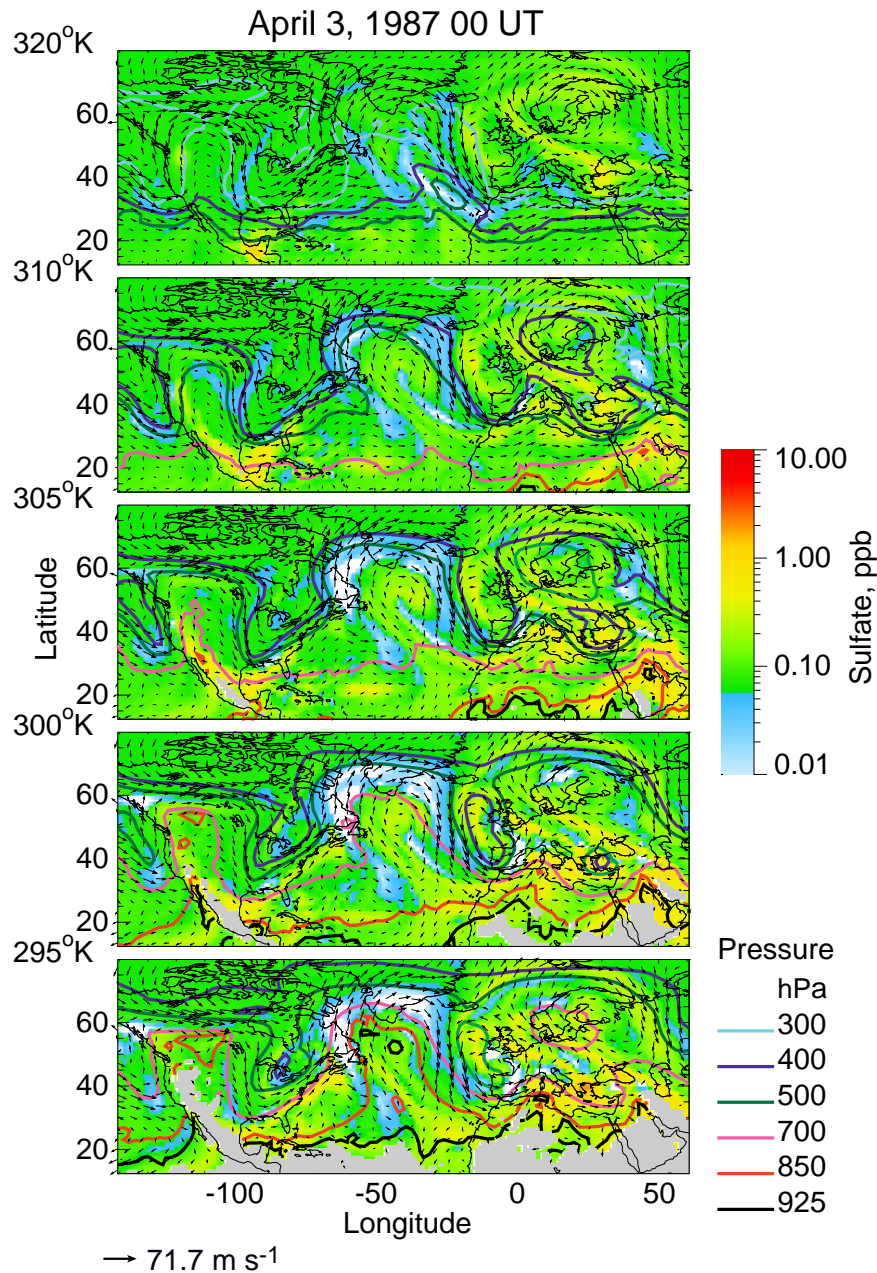 April 3, 1987 00 UT
320°K
60
40
20
310°K
60
40
20
305°K
60
40
20
300°K
60
40
20
295°K
60
40
20
Latitude
-100 -50 0 50
Longitude
→ 71.7 m s-1
10.00
1.00
0.10
0.01
Sulfate, ppb
Pressure
hPa
300
400
500
700
850
925